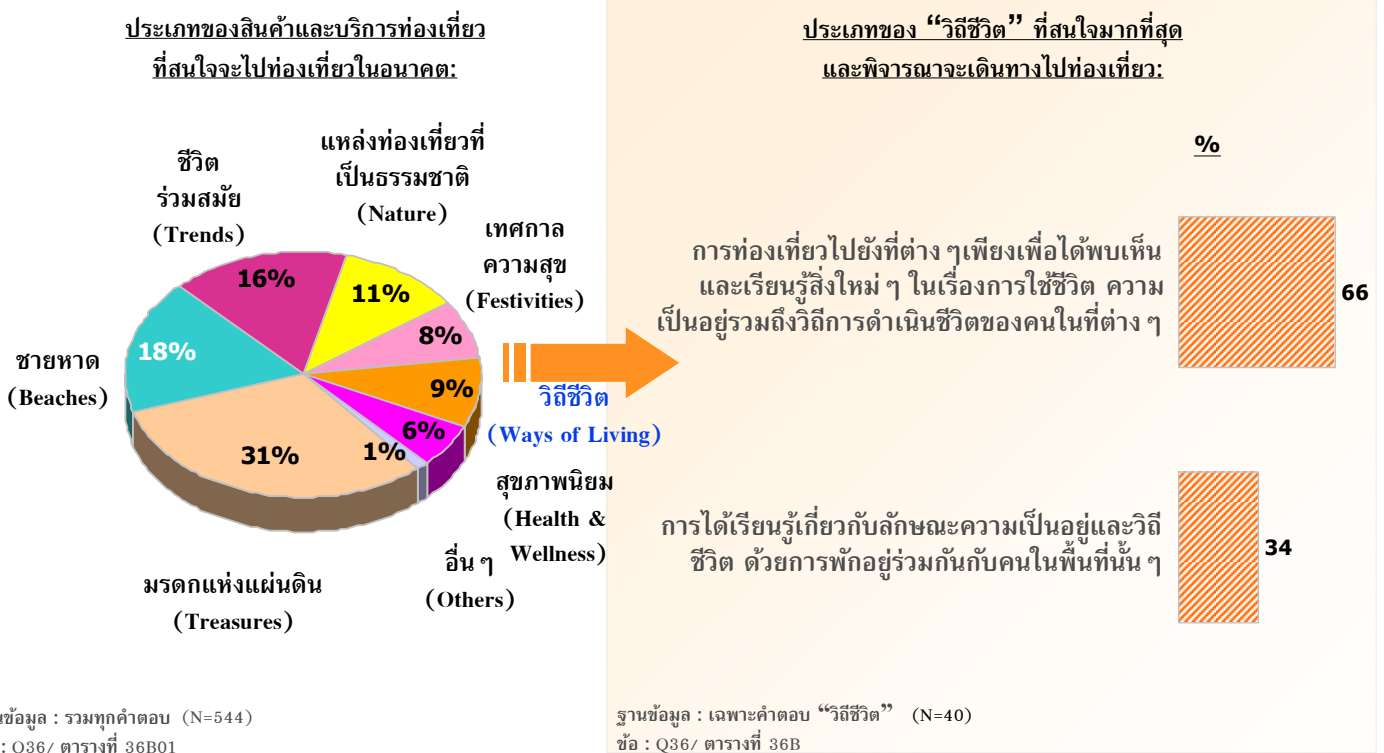 ประเภทของสินค้าและบริการท่องเที่ยว
ที่สนใจจะไปท่องเที่ยวในอนาคต:
ชีวิต
ร่วมสมัย
(Trends)
แหล่งท่องเที่ยวที่
เป็นธรรมชาติ
(Nature)
เทศกาล
ความสุข
(Festivities)
16%
11%
8%
18%
9%
6%
31%
1%
ชายหาด
(Beaches)
วิถีชีวิต
(Ways of Living)
สุขภาพนิยม
(Health &
Wellness)
อื่น ๆ
(Others)
มรดกแห่งแผ่นดิน
(Treasures)
นข้อมูล : รวมทุกคำตอบ (N=544)
: Q36/ ตารางที่ 36B01
ประเภทของ “วิถีชีวิต” ที่สนใจมากที่สุด
และพิจารณาจะเดินทางไปท่องเที่ยว:
%
การท่องเที่ยวไปยังที่ต่าง ๆเพียงเพื่อได้พบเห็น
และเรียนรู้สิ่งใหม่ ๆ ในเรื่องการใช้ชีวิต ความ
เป็นอยู่รวมถึงวิถีการดำเนินชีวิตของคนในที่ต่าง ๆ
66
การได้เรียนรู้เกี่ยวกับลักษณะความเป็นอยู่และวิถี
ชีวิต ด้วยการพักอยู่ร่วมกันกับคนในพื้นที่นั้น ๆ
34
ฐานข้อมูล : เฉพาะคำตอบ “วิถีชีวิต” (N=40)
ข้อ : Q36/ ตารางที่ 36B